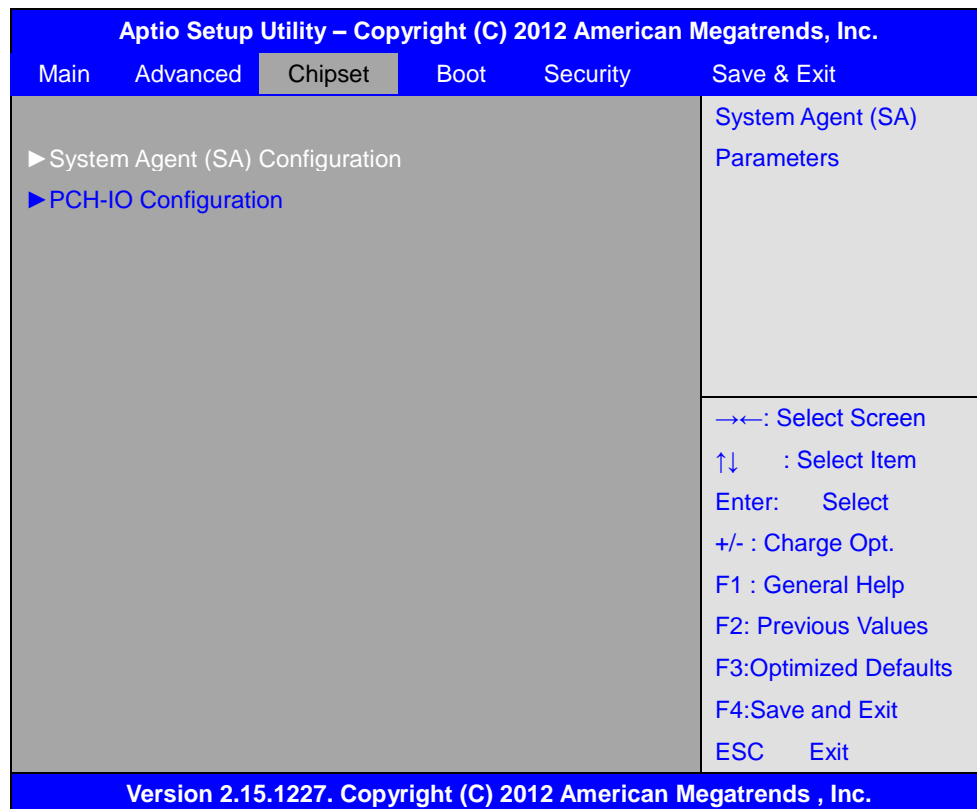 Aptio Setup Utility – Copyright (C) 2012 American Megatrends, Inc.
Main Advanced Chipset Boot Security Save & Exit
►System Agent (SA) Configuration
►PCH-IO Configuration
System Agent (SA)
Parameters
→←: Select Screen
↑↓ : Select Item
Enter: Select
+/- : Charge Opt.
F1 : General Help
F2: Previous Values
F3:Optimized Defaults
F4:Save and Exit
ESC Exit
Version 2.15.1227. Copyright (C) 2012 American Megatrends , Inc.